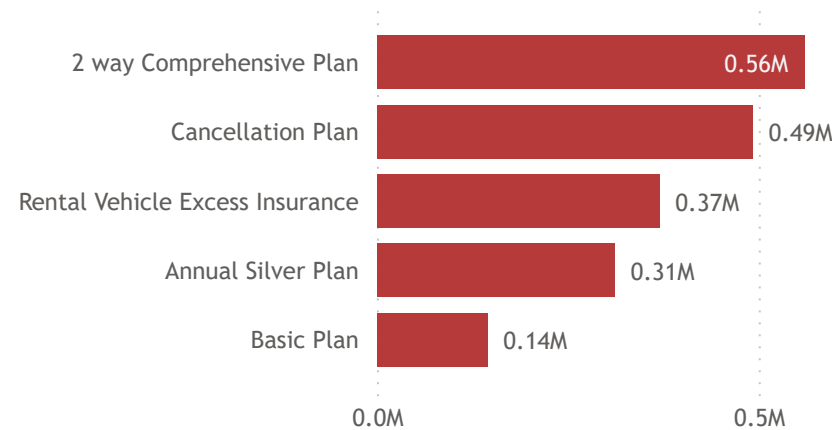 2 way Comprehensive Plan 0.56M
Cancellation Plan 0.49M
Rental Vehicle Excess Insurance 0.37M
Annual Silver Plan 0.31M
Basic Plan 0.14M
0.0M 0.5M